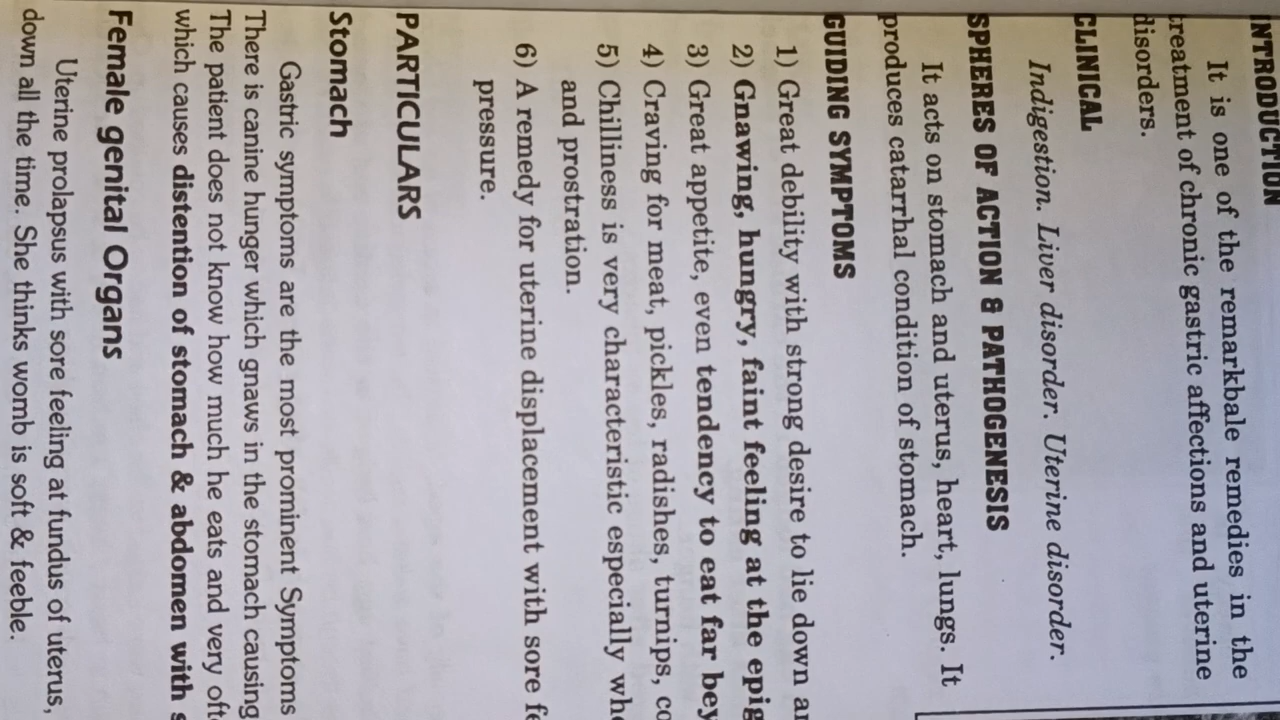 INTRODUCTION
It is one of the remarkbale remedies in the
treatment of chronic gastric affections and uterine
disorders.
CLINICAL
Indigestion. Liver disorder. Uterine disorder.
SPHERES OF ACTION & PATHOGENESIS
It acts on stomach and uterus, heart, lungs. It
produces catarrhal condition of stomach.
GUIDING SYMPTOMS
1) Great debility with strong desire to lie down
2) Gnawing, hungry, faint feeling at the
3) Great appetite, even tendency to eat far
4) Craving for meat, pickles, radishes, turnips,
5) Chilliness is very characteristic especially
and prostration.
6) A remedy for uterine displacement with sore
pressure.
PARTICULARS
Stomach
Gastric symptoms are the most prominent Symptoms
There is canine hunger which gnaws in the stomach causing
The patient does not know how much he eats and very
which causes distention of stomach & abdomen with
Female genital Organs
Uterine prolapsus with sore feeling at fundus of uterus,
down all the time. She thinks womb is soft & feeble.